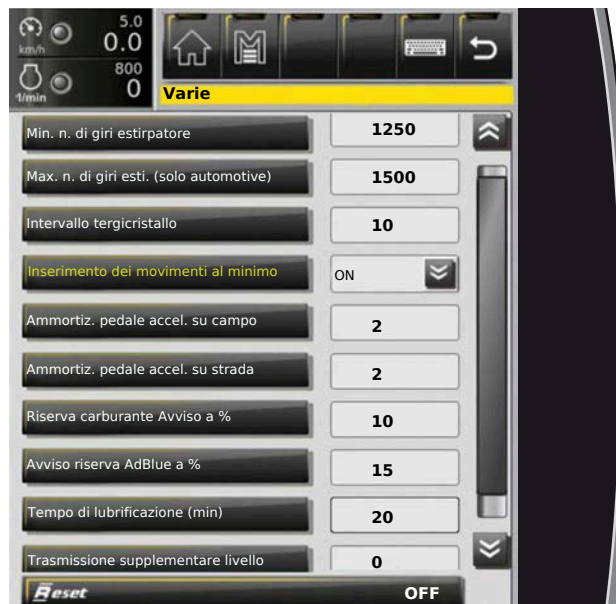 5.0
km/h 0.0
800
1/min 0
Varie
Min. n. di giri estirpatore 1250
Max. n. di giri esti. (solo automotive) 1500
Intervallo tergicristallo 10
Inserimento dei movimenti al minimo ON
Ammortiz. pedale accel. su campo 2
Ammortiz. pedale accel. su strada 2
Riserva carburante Avviso a % 10
Avviso riserva AdBlue a % 15
Tempo di lubrificazione (min) 20
Trasmissione supplementare livello 0
Reset OFF